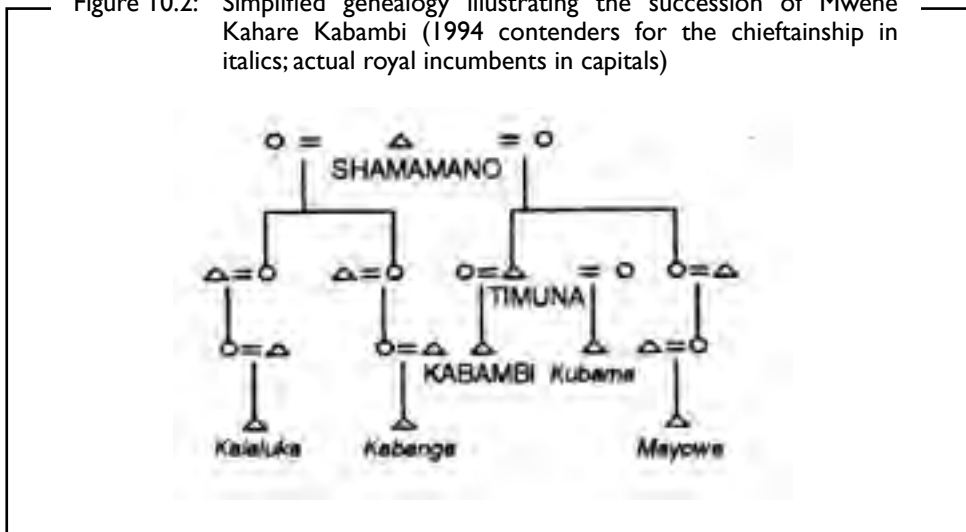 Figure 10.2: Simplified genealogy illustrating the succession of Mwene
Kahare Kabambi (1994 contenders for the chieftainship in
italics; actual royal incumbents in capitals)
SHAMAMANO
TIMUNA
KABAMBI Kubama
Kalaluka Kabanga Mayowe